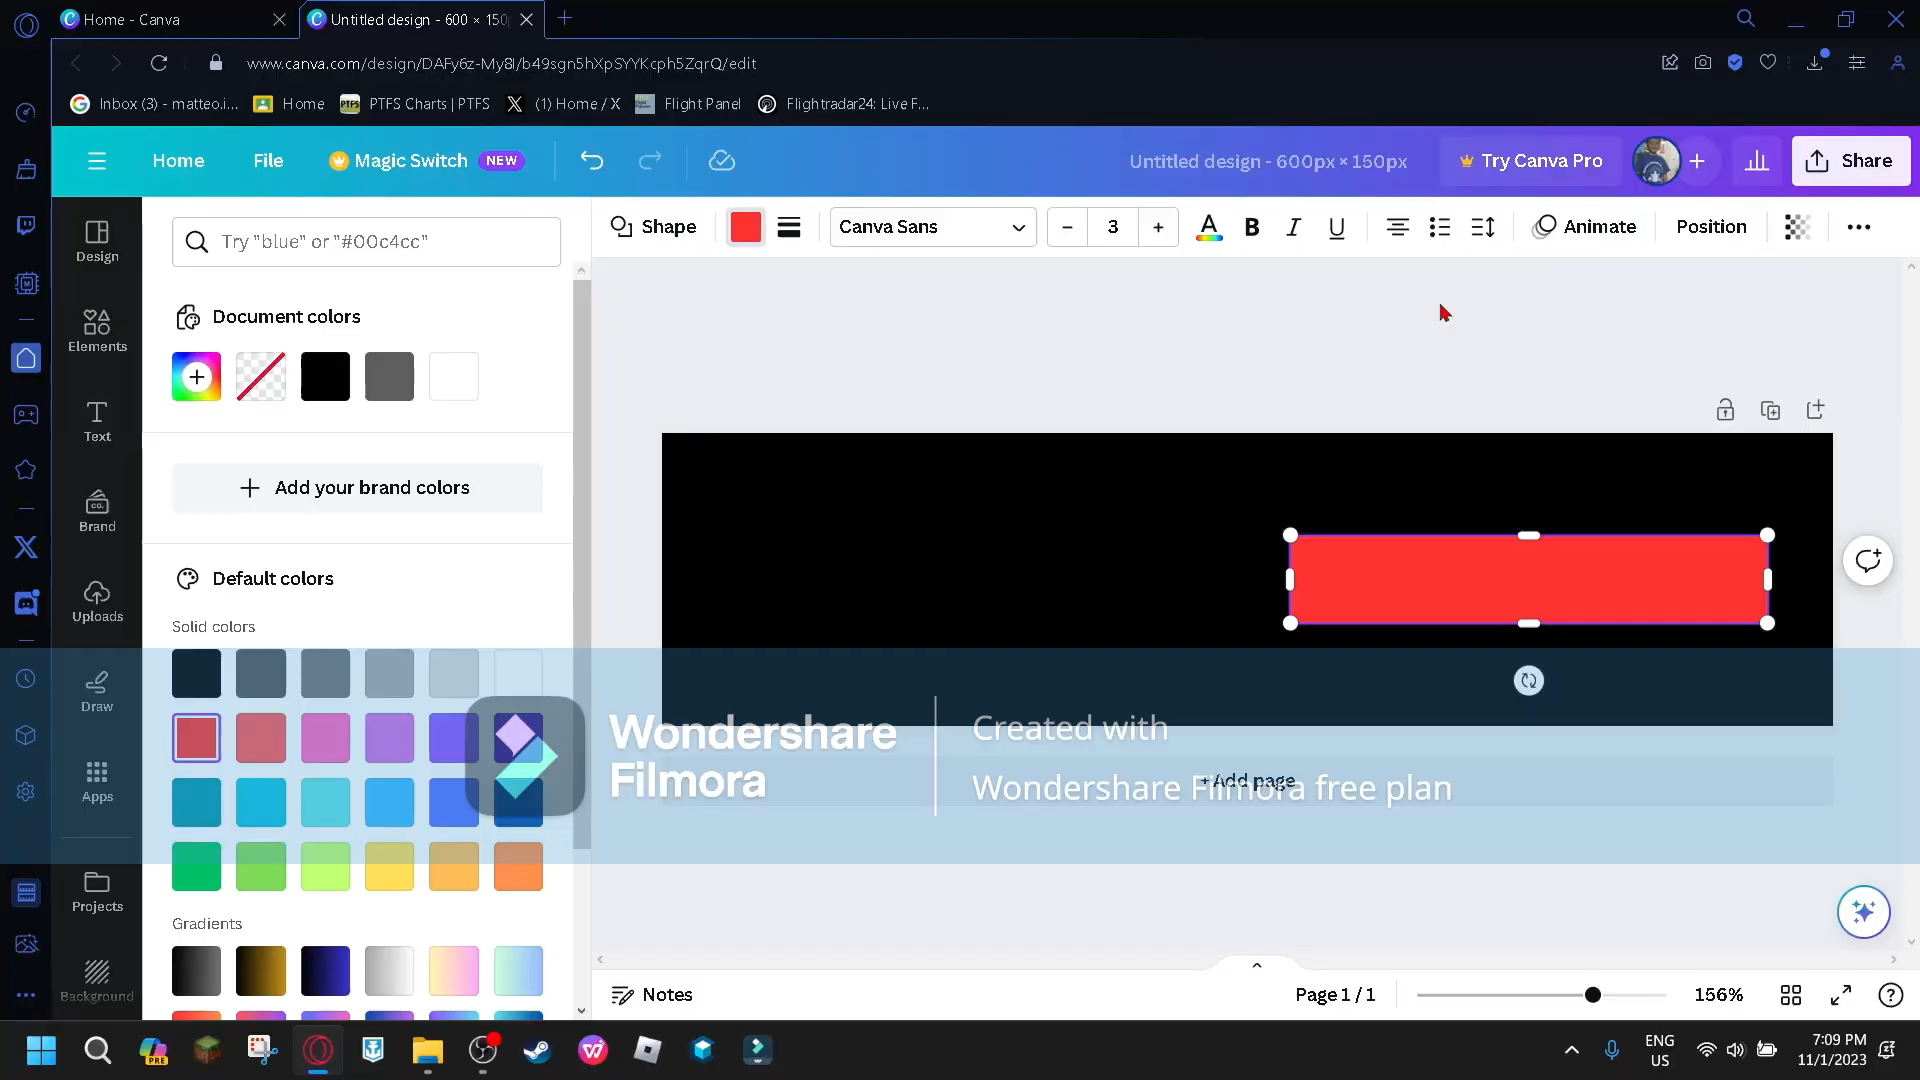 Home - Canva
Untitled design - 600 × 150p
www.canva.com/design/DAFy6z-My8I/b49sgn5hXpSYYKcph5ZqrQ/edit
Inbox (3) - matteo.i...
Home
PTFS
PTFS Charts | PTFS
(1) Home / X
Flight Panel
Flightradar24: Live F...
Home
File
Magic Switch
NEW
Untitled design - 600px × 150px
Try Canva Pro
Share
Design
Elements
Text
Brand
Uploads
Draw
Apps
Projects
Background
Try "blue" or "#00c4cc"
Shape
Canva Sans
3
A
B
I
U
Animate
Position
Document colors
Add your brand colors
Default colors
Solid colors
Gradients
+ Add page
Wondershare
Filmora
Created with
Wondershare Filmora free plan
Notes
Page 1 / 1
156%
PRE
ENG
US
7:09 PM
11/1/2023